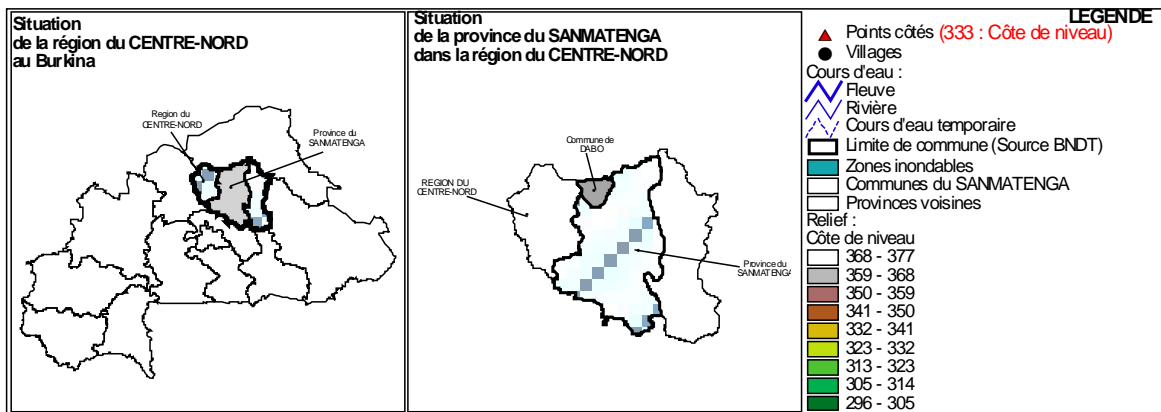 Situation
de la région du CENTRE-NORD
au Burkina
Region du
CENTRE-NORD
Province du
SANMATENGA
Situation
de la province du SANMATENGA
dans la région du CENTRE-NORD
Commune de
DABO
REGION DU
CENTRE-NORD
Province du
SANMATENGA
LEGENDE
Points côtés (333 : Côte de niveau)
Villages
Cours d'eau :
Fleuve
Rivière
Cours d'eau temporaire
Limite de commune (Source BNDT)
Zones inondables
Communes du SANMATENGA
Provinces voisines
Relief :
Côte de niveau
368 - 377
359 - 368
350 - 359
341 - 350
332 - 341
323 - 332
313 - 323
305 - 314
296 - 305